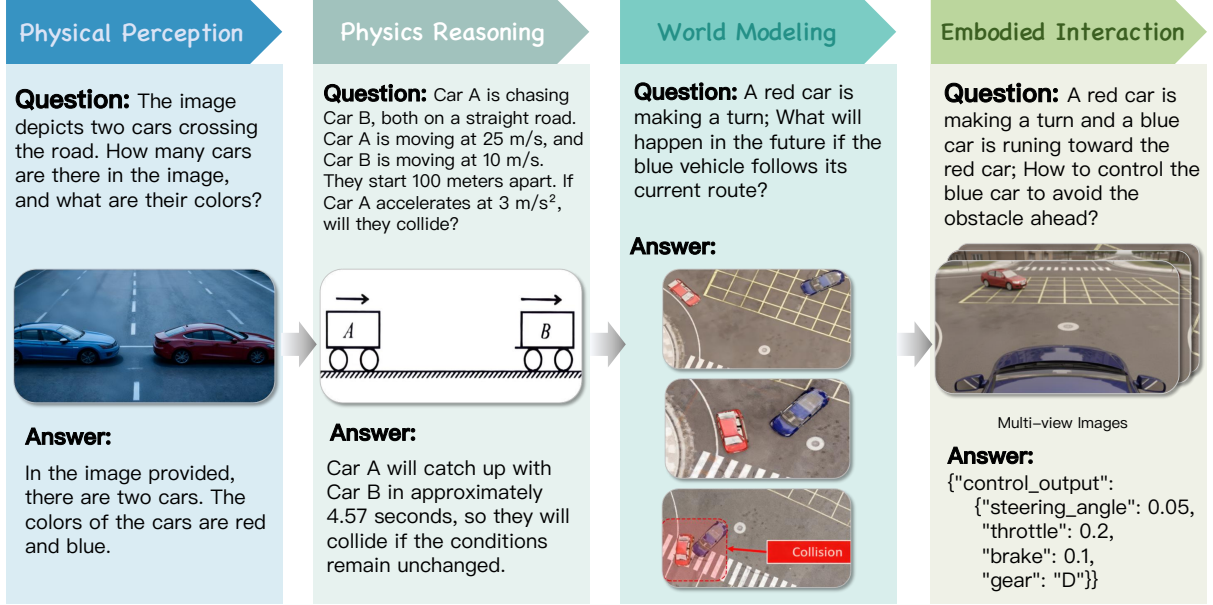 Physical Perception
Question: The image
depicts two cars crossing
the road. How many cars
are there in the image,
and what are their colors?
Answer:
In the image provided,
there are two cars. The
colors of the cars are red
and blue.
Physics Reasoning
Question: Car A is chasing
Car B, both on a straight road.
Car A is moving at 25 m/s, and
Car B is moving at 10 m/s.
They start 100 meters apart. If
Car A accelerates at 3 m/s²,
will they collide?
A
B
Answer:
Car A will catch up with
Car B in approximately
4.57 seconds, so they will
collide if the conditions
remain unchanged.
World Modeling
Question: A red car is
making a turn; What will
happen in the future if the
blue vehicle follows its
current route?
Answer:
Collision
Embodied Interaction
Question: A red car is
making a turn and a blue
car is runing toward the
red car; How to control the
blue car to avoid the
obstacle ahead?
Multi-view Images
Answer:
{"control_output":
{"steering_angle": 0.05,
"throttle": 0.2,
"brake": 0.1,
"gear": "D"}}